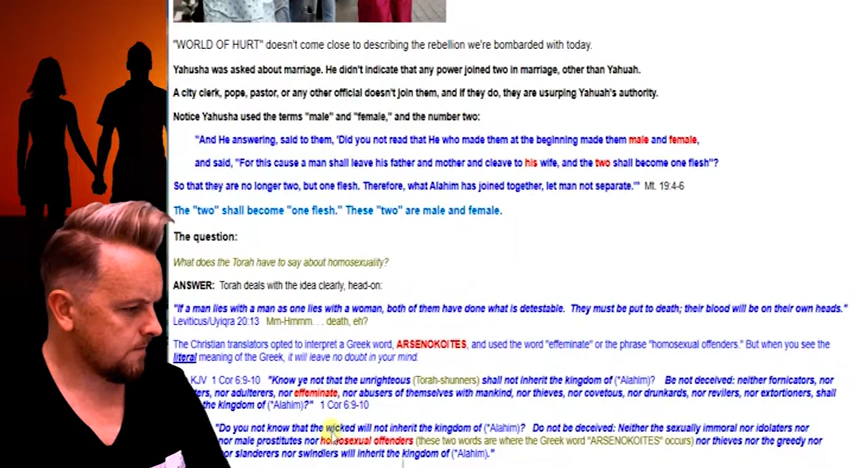 "WORLD OF HURT" doesn't come close to describing the rebellion we're bombarded with today.
Yahusha was asked about marriage. He didn't indicate that any power joined two in marriage, other than Yahuah.
A city clerk, pope, pastor, or any other official doesn't join them, and if they do, they are usurping Yahuah's authority.
Notice Yahusha used the terms "male" and "female," and the number two:
"And He answering, said to them, 'Did you not read that He who made them at the beginning made them male and female,
and said, "For this cause a man shall leave his father and mother and cleave to his wife, and the two shall become one flesh"?
So that they are no longer two, but one flesh. Therefore, what Alahim has joined together, let man not separate.'" Mt. 19:4-6
The "two" shall become "one flesh." These "two" are male and female.
The question:
What does the Torah have to say about homosexuality?
ANSWER: Torah deals with the idea clearly, head-on:
"If a man lies with a man as one lies with a woman, both of them have done what is detestable. They must be put to death; their blood will be on their own heads."
Leviticus/Uyiqra 20:13 Mm-Hmmm. . . death, eh?
The Christian translators opted to interpret a Greek word, ARSENOKOITES, and used the word "effeminate" or the phrase "homosexual offenders." But when you see the
literal meaning of the Greek, it will leave no doubt in your mind.
KJV 1 Cor 6:9-10 "Know ye not that the unrighteous (Torah-shunners) shall not inherit the kingdom of (*Alahim)? Be not deceived: neither fornicators, nor
nor adulterers, nor effeminate, nor abusers of themselves with mankind, nor thieves, nor covetous, nor drunkards, nor revilers, nor extortioners, shall
the kingdom of (*Alahim)?" 1 Cor 6:9-10
"Do you not know that the wicked will not inherit the kingdom of (*Alahim)? Do not be deceived: Neither the sexually immoral nor idolaters nor
nor male prostitutes nor homosexual offenders (these two words are where the Greek word "ARSENOKOITES" occurs) nor thieves nor the greedy nor
nor slanderers nor swindlers will inherit the kingdom of (*Alahim)."